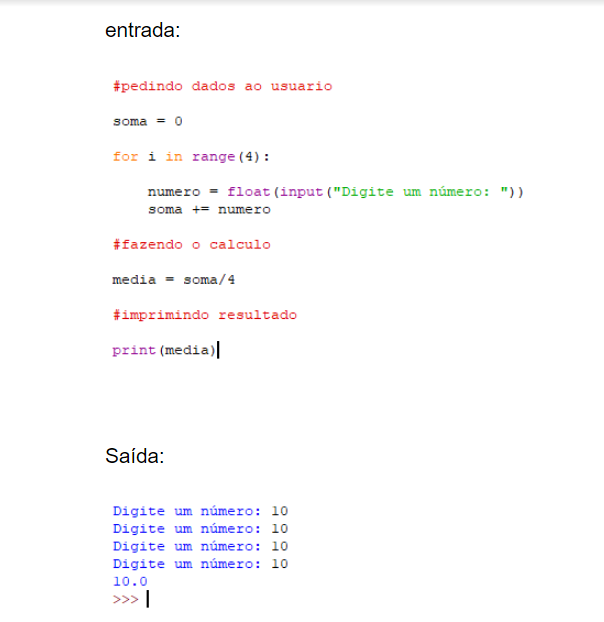 entrada:
#pedindo dados ao usuario
soma = 0
for i in range(4):
    numero = float(input("Digite um número: "))
    soma += numero
#fazendo o calculo
media = soma/4
#imprimindo resultado
print(media)
Saída:
Digite um número: 10
Digite um número: 10
Digite um número: 10
Digite um número: 10
10.0
>>>